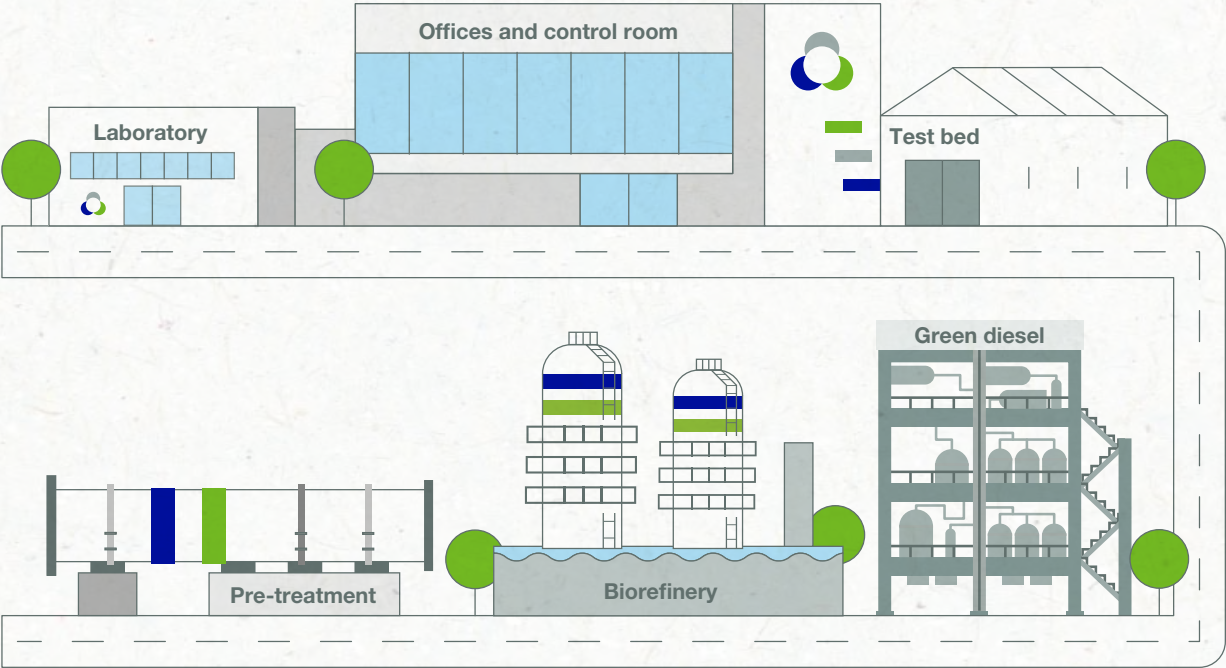 Offices and control room
Laboratory
Test bed
Green diesel
Pre-treatment
Biorefinery